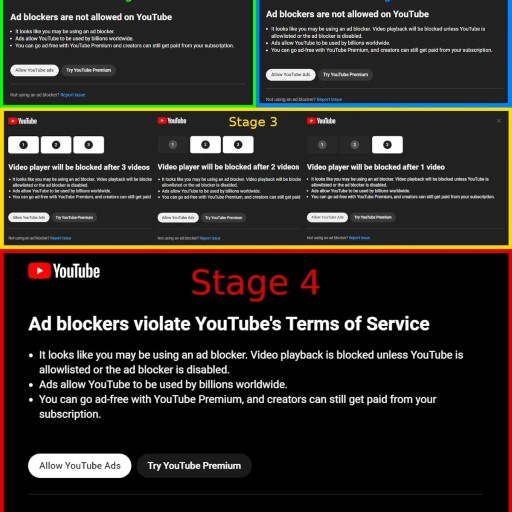 Ad blockers are not allowed on YouTube
It looks like you may be using an ad blocker.
Ads allow YouTube to be used by billions worldwide.
You can go ad-free with YouTube Premium and creators can still get paid from your subscription.
Allow YouTube ads
Try YouTube Premium
Not using an ad blocker? Report issue
Ad blockers are not allowed on YouTube
It looks like you may be using an ad blocker. Video playback is blocked unless YouTube is
allowlisted or the ad blocker is disabled.
Ads allow YouTube to be used by billions worldwide.
You can go ad-free with YouTube Premium, and creators can still get paid from your subscription.
Allow YouTube Ads
Try YouTube Premium
Not using an ad blocker? Report issue
Stage 3
YouTube
1 2 3
Video player will be blocked after 3 videos
It looks like you may be using an ad blocker. Video playback will be blocke
allowlisted or the ad blocker is disabled.
Ads allow YouTube to be used by billions worldwide.
You can go ad-free with YouTube Premium, and creators can still get paid
Allow YouTube Ads
Try YouTube Premium
Not using an ad blocker? Report issue
YouTube
1 2 3
Video player will be blocked after 2 videos
It looks like you may be using an ad blocker. Video playback will be blocke
allowlisted or the ad blocker is disabled.
Ads allow YouTube to be used by billions worldwide.
You can go ad-free with YouTube Premium, and creators can still get paid
Allow YouTube Ads
Try YouTube Premium
Not using an ad blocker? Report issue
YouTube
1 2 3
Video player will be blocked after 1 video
It looks like you may be using an ad blocker. Video playback will be blocked unless YouTube is
allowlisted or the ad blocker is disabled.
Ads allow YouTube to be used by billions worldwide.
You can go ad-free with YouTube Premium, and creators can still get paid from your subscription.
Allow YouTube Ads
Try YouTube Premium
Not using an ad blocker? Report issue
YouTube
Stage 4
Ad blockers violate YouTube's Terms of Service
It looks like you may be using an ad blocker. Video playback is blocked unless YouTube is
allowlisted or the ad blocker is disabled.
Ads allow YouTube to be used by billions worldwide.
You can go ad-free with YouTube Premium, and creators can still get paid from your
subscription.
Allow YouTube Ads
Try YouTube Premium